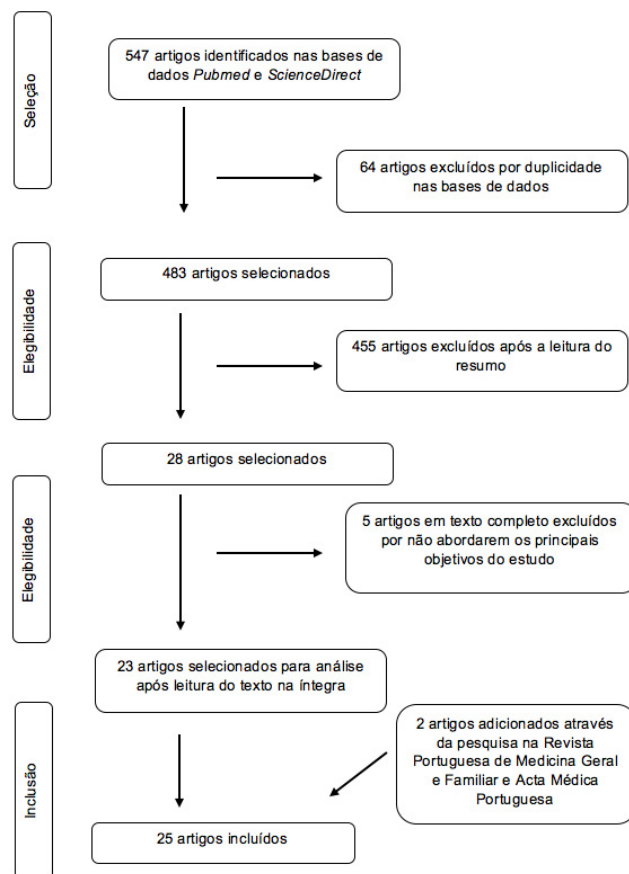 Seleção
547 artigos identificados nas bases de
dados Pubmed e ScienceDirect
64 artigos excluídos por duplicidade
nas bases de dados
Elegibilidade
483 artigos selecionados
455 artigos excluídos após a leitura do
resumo
28 artigos selecionados
Elegibilidade
5 artigos em texto completo excluídos
por não abordarem os principais
objetivos do estudo
23 artigos selecionados para análise
após leitura do texto na íntegra
Inclusão
2 artigos adicionados através
da pesquisa na Revista
Portuguesa de Medicina Geral
e Familiar e Acta Médica
Portuguesa
25 artigos incluídos